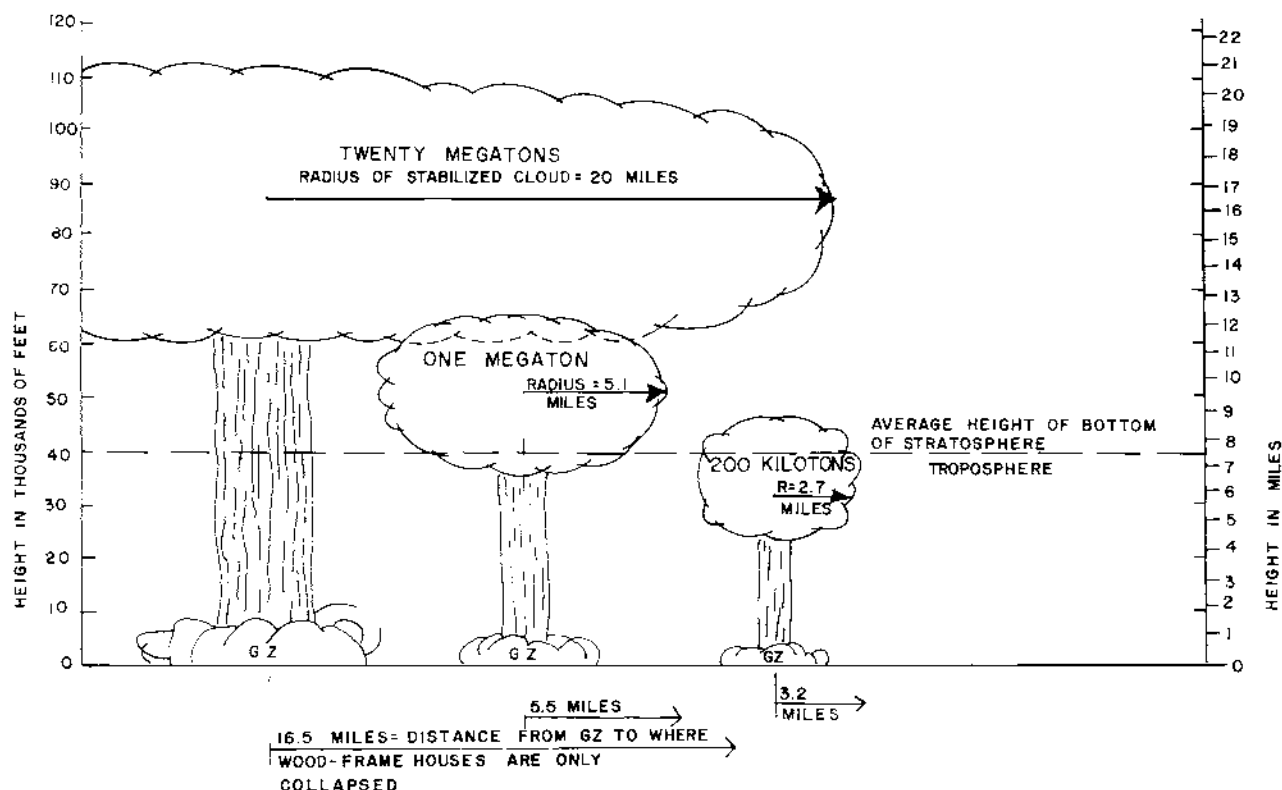 120
110
100
90
80
70
60
50
40
30
20
10
0
HEIGHT IN THOUSANDS OF FEET
TWENTY MEGATONS
RADIUS OF STABILIZED CLOUD = 20 MILES
ONE MEGATON
RADIUS = 5.1
MILES
200 KILOTONS
R=2.7
MILES
AVERAGE HEIGHT OF BOTTOM
OF STRATOSPHERE
TROPOSPHERE
22
21
20
19
18
17
16
15
14
13
12
11
10
9
8
7
6
5
4
3
2
1
0
HEIGHT IN MILES
GZ
GZ
GZ
3.2
MILES
5.5 MILES
16.5 MILES= DISTANCE FROM GZ TO WHERE
WOOD-FRAME HOUSES ARE ONLY
COLLAPSED